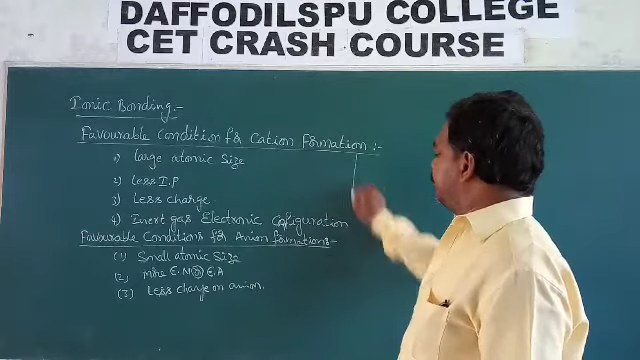 DAFFODILSPU COLLEGE
CET CRASH COURSE
Ionic Bonding :-
Favourable Condition for Cation Formation :-
1) large atomic Size
2) Less I.P
3) Less charge
4) Inert gas Electronic Configuration
Favourable Conditions for Anion formations :-
(1) Small atomic Size
(2) more E.N or E.A
(3) Less charge on anion.